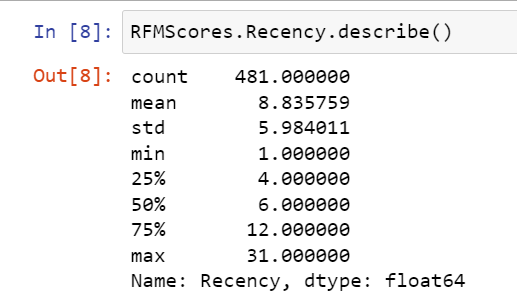 In [8]: RFMScores.Recency.describe()
Out[8]: count    481.000000
mean       8.835759
std        5.984011
min        1.000000
25%        4.000000
50%        6.000000
75%       12.000000
max       31.000000
Name: Recency, dtype: float64